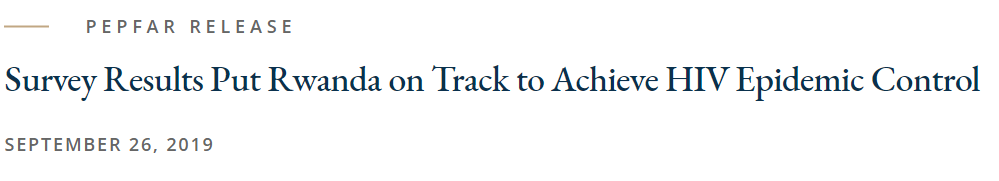 PEPFAR RELEASE
Survey Results Put Rwanda on Track to Achieve HIV Epidemic Control
SEPTEMBER 26, 2019